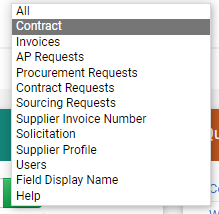 All
Contract
Invoices
AP Requests
Procurement Requests
Contract Requests
Sourcing Requests
Supplier Invoice Number
Solicitation
Supplier Profile
Users
Field Display Name
Help